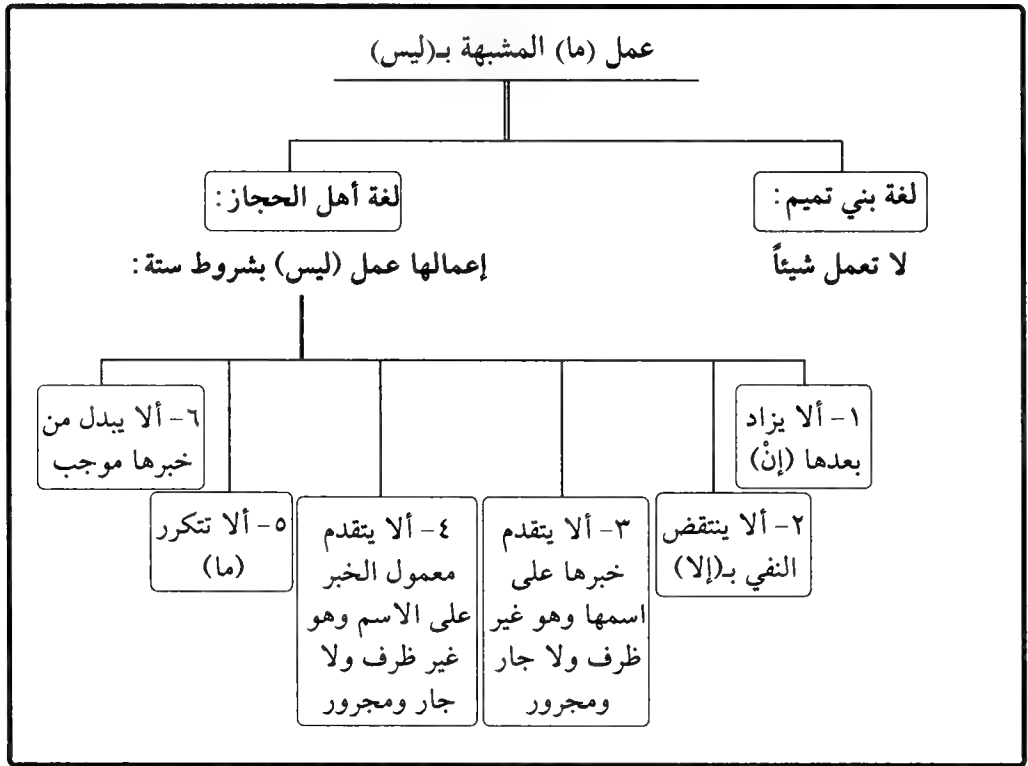 عمل (ما) المشبهة بـ(ليس)
لغة بني تميم:
لا تعمل شيئاً
لغة أهل الحجاز:
إعمالها عمل (ليس) بشروط ستة:
١- ألا يزاد
بعدها (إنْ)
٢- ألا ينتقض
النفي بـ(إلا)
٣- ألا يتقدم
خبرها على
اسمها وهو غير
ظرف ولا جار
ومجرور
٤- ألا يتقدم
معمول الخبر
على الاسم وهو
غير ظرف ولا
جار ومجرور
٥- ألا تتكرر
(ما)
٦- ألا يبدل من
خبرها موجب